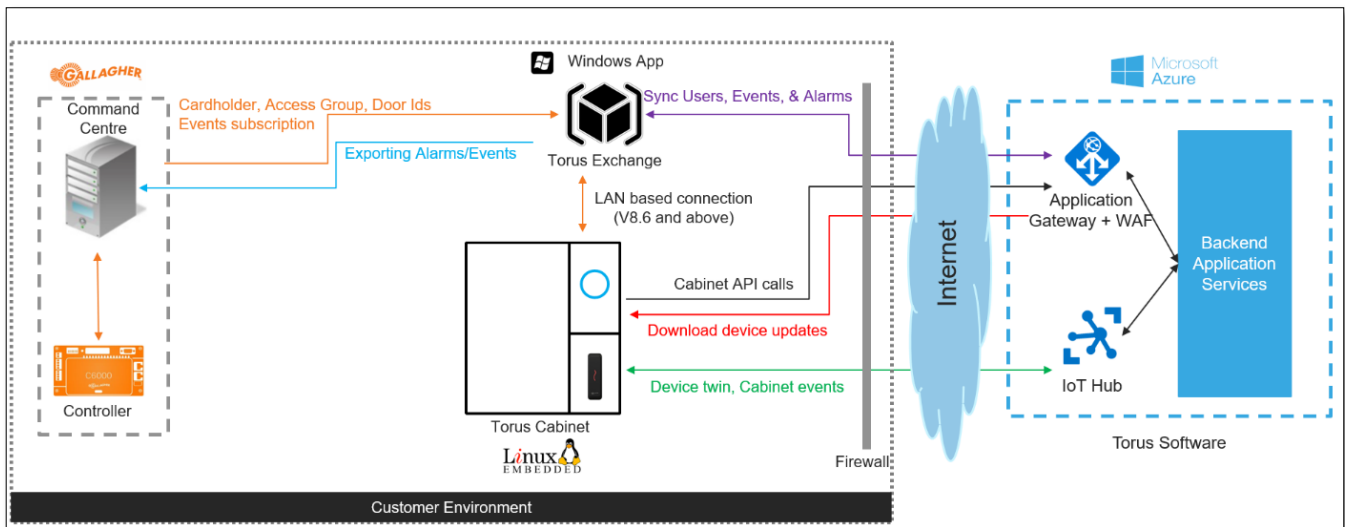 GALLAGHER
Command
Centre
Cardholder, Access Group, Door Ids
Events subscription
Exporting Alarms/Events
Windows App
Torus Exchange
Sync Users, Events, & Alarms
LAN based connection
(V8.6 and above)
Microsoft
Azure
Application
Gateway + WAF
Backend
Application
Services
Internet
Cabinet API calls
Download device updates
Device twin, Cabinet events
IoT Hub
C6000
Controller
Torus Cabinet
Linux
EMBEDDED
Firewall
Torus Software
Customer Environment